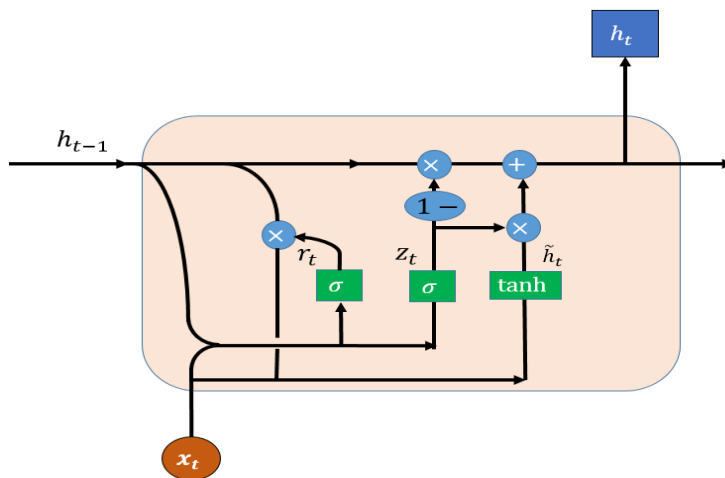 h_t
h_{t−1}
×
+
1 −
×
×
r_t
z_t
h̃_t
σ
σ
tanh
x_t